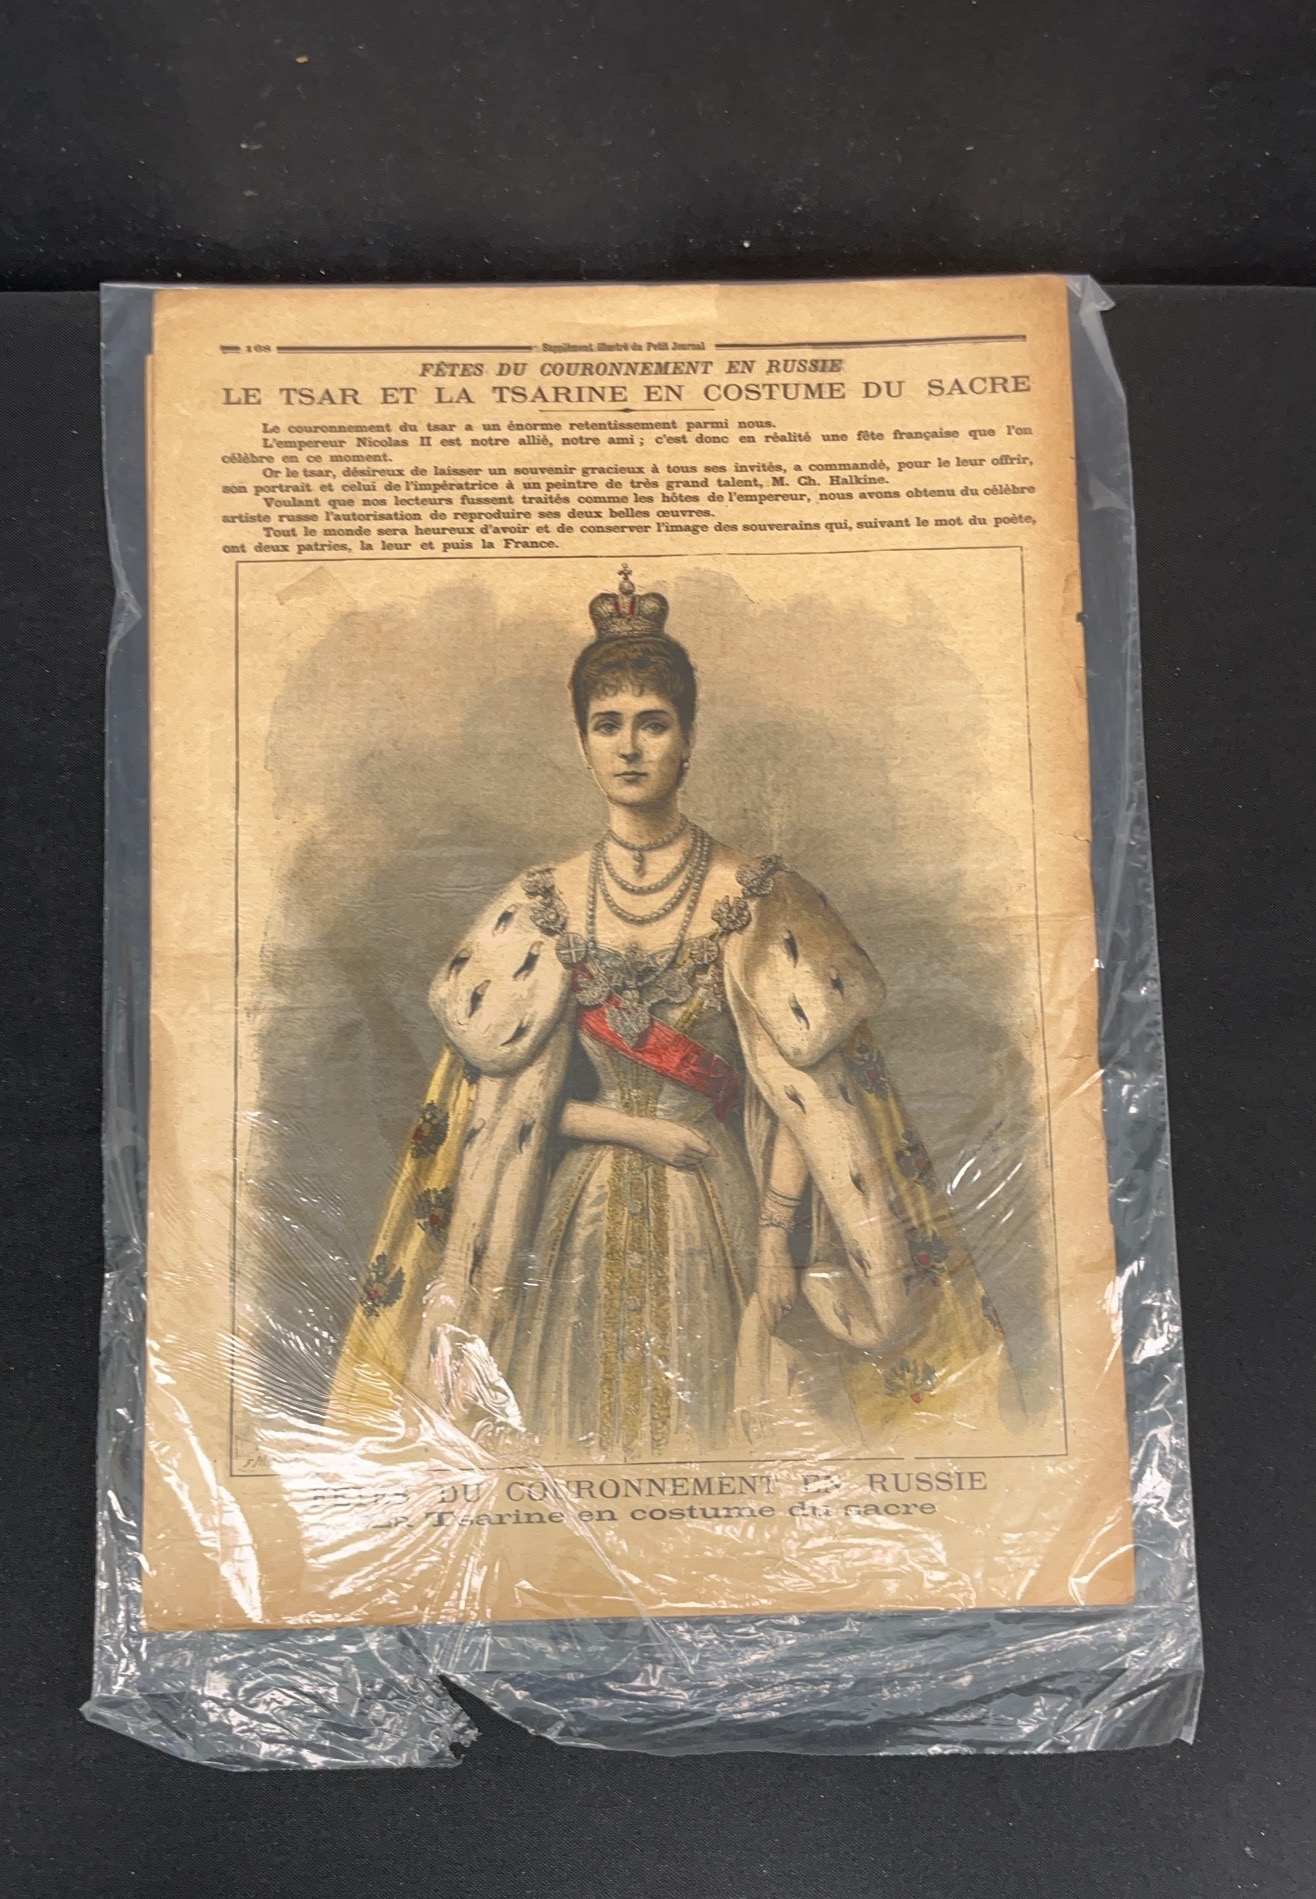 168
Supplément illustré du Petit Journal
FÊTES DU COURONNEMENT EN RUSSIE
LE TSAR ET LA TSARINE EN COSTUME DU SACRE
Le couronnement du tsar a un énorme retentissement parmi nous.
L'empereur Nicolas II est notre allié, notre ami ; c'est donc en réalité une fête française que l'on
célèbre en ce moment.
Or le tsar, désireux de laisser un souvenir gracieux à tous ses invités, a commandé, pour le leur offrir,
son portrait et celui de l'impératrice à un peintre de très grand talent, M. Ch. Halkine.
Voulant que nos lecteurs fussent traités comme les hôtes de l'empereur, nous avons obtenu du célèbre
artiste russe l'autorisation de reproduire ses deux belles œuvres.
Tout le monde sera heureux d'avoir et de conserver l'image des souverains qui, suivant le mot du poète,
ont deux patries, la leur et puis la France.
FÊTES DU COURONNEMENT EN RUSSIE
La Tsarine en costume du sacre